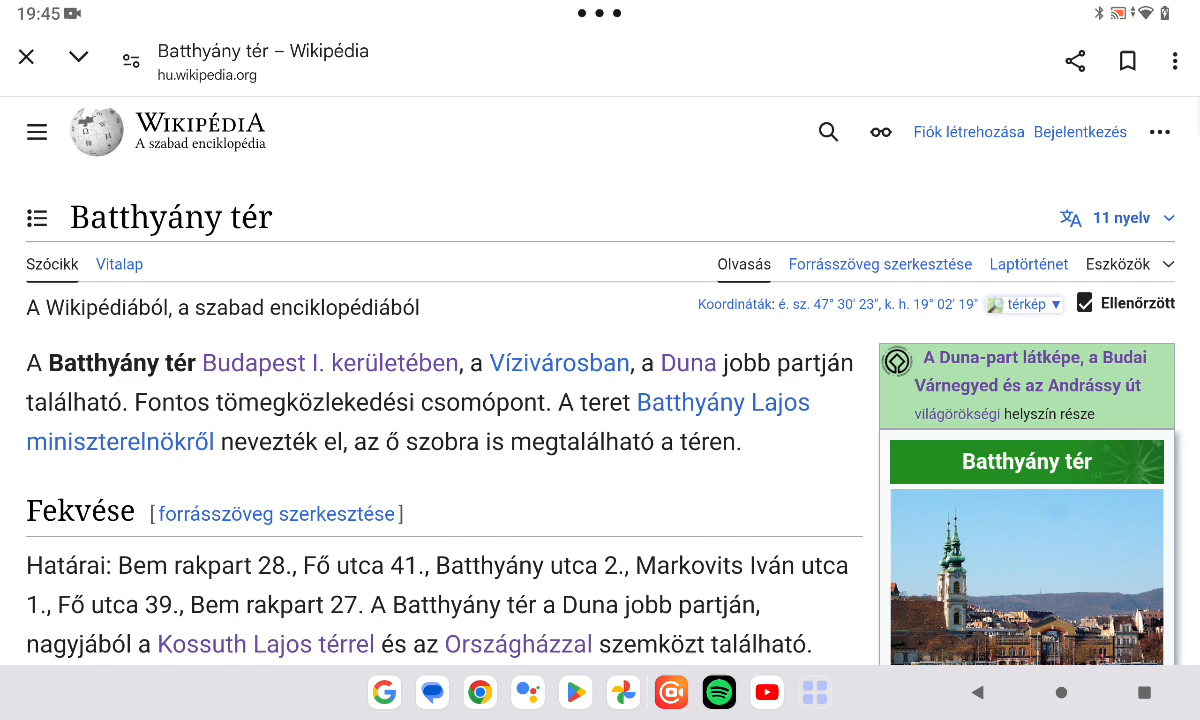 19:45
Batthyány tér – Wikipédia
hu.wikipedia.org
WIKIPÉDIA
A szabad enciklopédia
Fiók létrehozása Bejelentkezés
Batthyány tér
11 nyelv
Szócikk Vitalap
Olvasás Forrásszöveg szerkesztése Laptörténet Eszközök
A Wikipédiából, a szabad enciklopédiából
Koordináták: é. sz. 47° 30′ 23″, k. h. 19° 02′ 19″ térkép ▼ Ellenőrzött
A Batthyány tér Budapest I. kerületében, a Vízivárosban, a Duna jobb partján
található. Fontos tömegközlekedési csomópont. A teret Batthyány Lajos
miniszterelnökről nevezték el, az ő szobra is megtalálható a téren.
Fekvése [forrásszöveg szerkesztése]
Határai: Bem rakpart 28., Fő utca 41., Batthyány utca 2., Markovits Iván utca
1., Fő utca 39., Bem rakpart 27. A Batthyány tér a Duna jobb partján,
nagyjából a Kossuth Lajos térrel és az Országházzal szemközt található.
A Duna-part látképe, a Budai
Várnegyed és az Andrássy út
világörökségi helyszín része
Batthyány tér